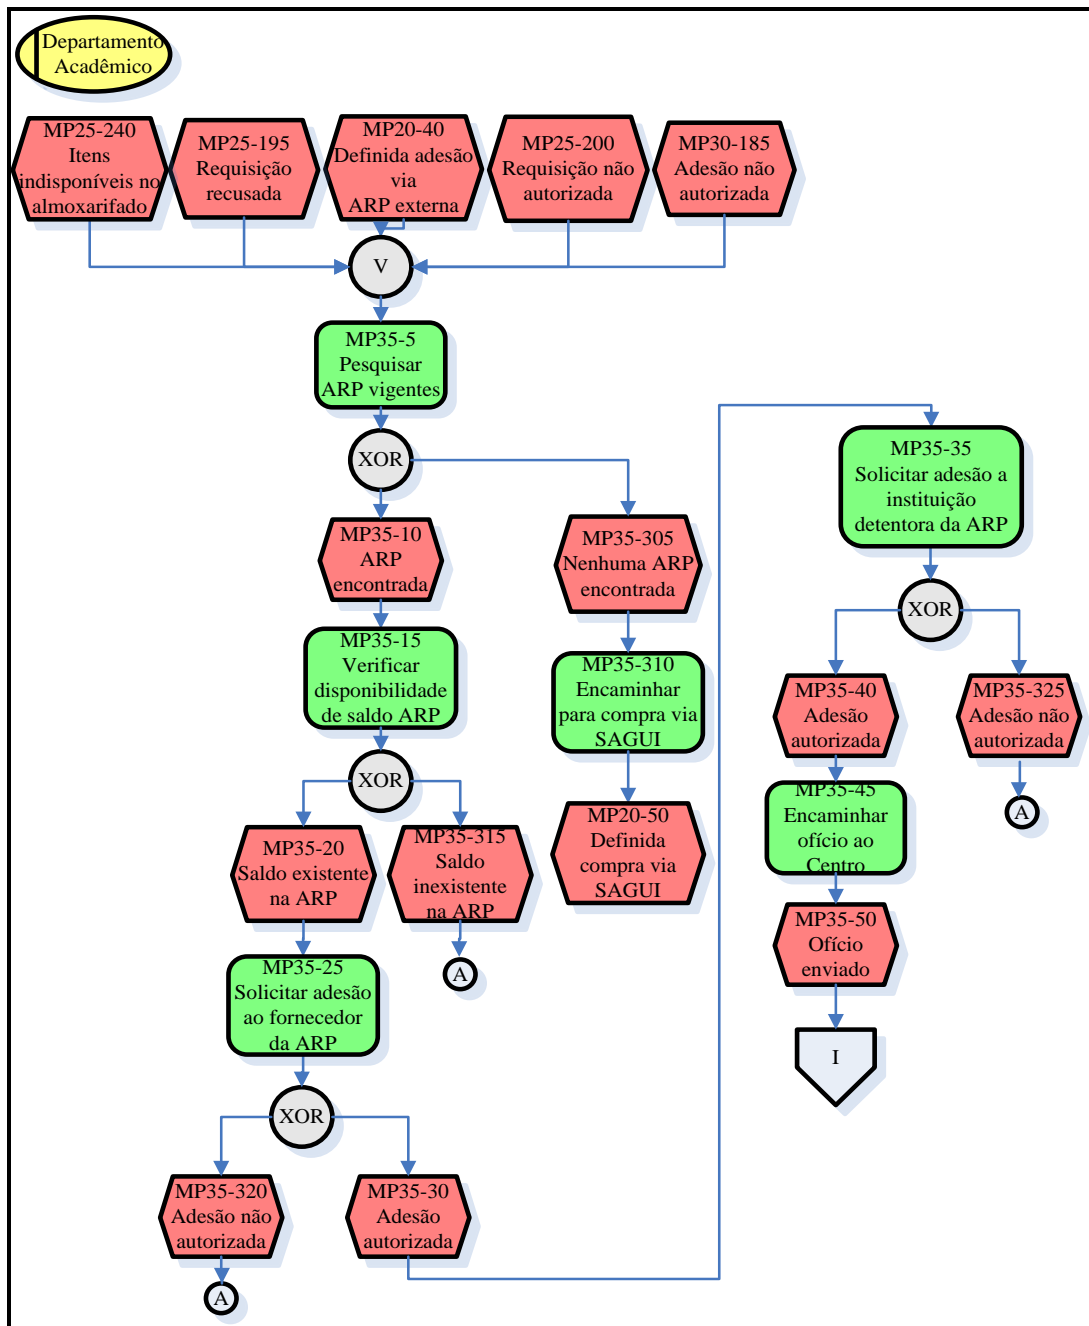 Departamento
Acadêmico
MP25-240
Itens
indisponíveis no
almoxarifado
MP25-195
Requisição
recusada
MP20-40
Definida adesão
via
ARP externa
MP25-200
Requisição não
autorizada
MP30-185
Adesão não
autorizada
V
MP35-5
Pesquisar
ARP vigentes
XOR
MP35-10
ARP
encontrada
MP35-305
Nenhuma ARP
encontrada
MP35-15
Verificar
disponibilidade
de saldo ARP
MP35-310
Encaminhar
para compra via
SAGUI
XOR
MP35-20
Saldo existente
na ARP
MP35-315
Saldo
inexistente
na ARP
MP20-50
Definida
compra via
SAGUI
A
MP35-25
Solicitar adesão
ao fornecedor
da ARP
XOR
MP35-320
Adesão não
autorizada
MP35-30
Adesão
autorizada
A
MP35-35
Solicitar adesão a
instituição
detentora da ARP
XOR
MP35-40
Adesão
autorizada
MP35-325
Adesão não
autorizada
MP35-45
Encaminhar
ofício ao
Centro
A
MP35-50
Ofício
enviado
I